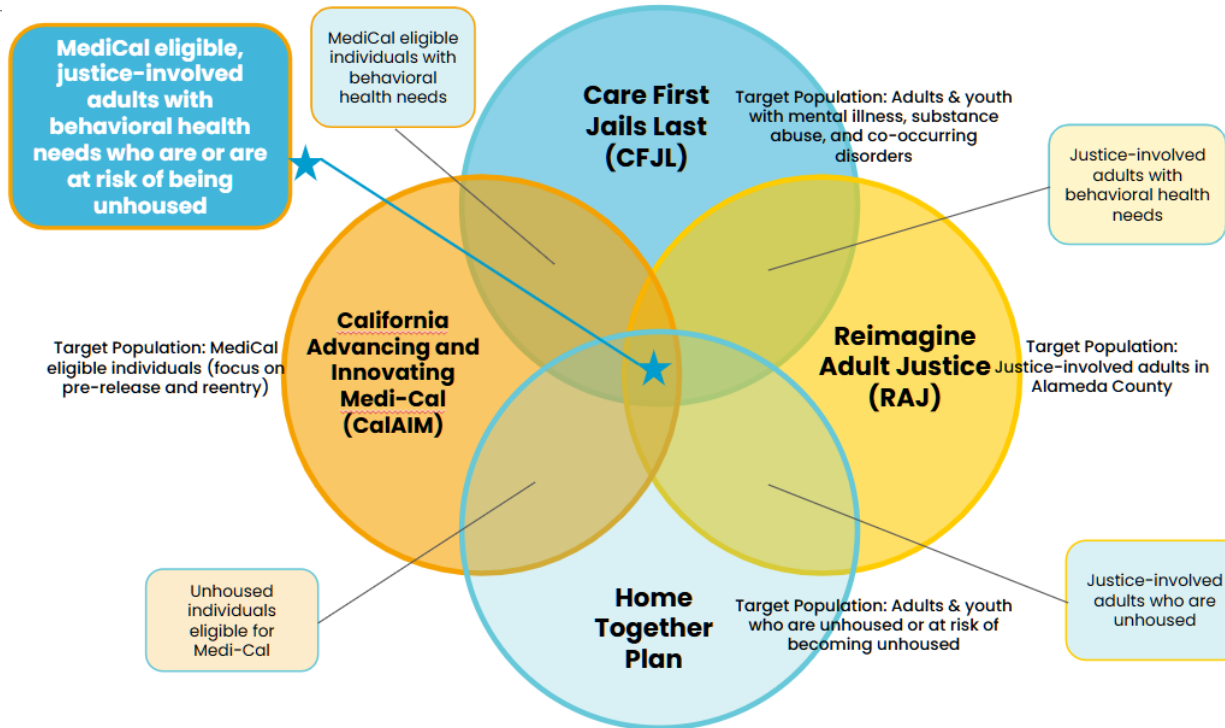 MediCal eligible,
justice-involved
adults with
behavioral health
needs who are or are
at risk of being
unhoused
MediCal eligible
individuals with
behavioral
health needs
Care First
Jails Last
(CFJL)
Target Population: Adults & youth
with mental illness, substance
abuse, and co-occurring
disorders
Justice-involved
adults with
behavioral health
needs
Target Population: MediCal
eligible individuals (focus on
pre-release and reentry)
California
Advancing and
Innovating
Medi-Cal
(CalAIM)
Reimagine
Adult Justice
(RAJ)
Target Population:
Justice-involved adults in
Alameda County
Unhoused
individuals
eligible for
Medi-Cal
Home
Together
Plan
Target Population: Adults & youth
who are unhoused or at risk of
becoming unhoused
Justice-involved
adults who are
unhoused